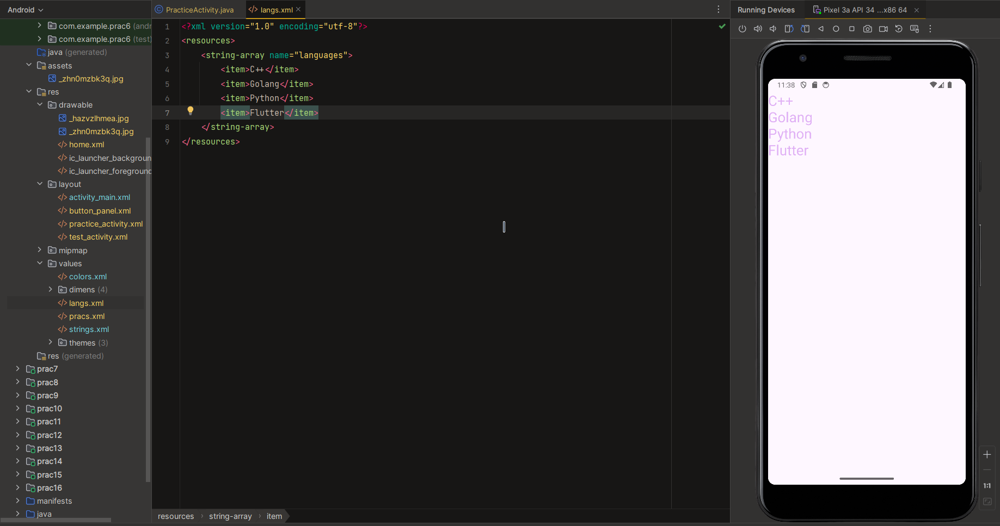 Android
com.example.prac6 (andr
com.example.prac6 (test)
java (generated)
assets
_zhn0mzbk3q.jpg
res
drawable
_hazvzlhmea.jpg
_zhn0mzbk3q.jpg
home.xml
ic_launcher_backgroun
ic_launcher_foreground
layout
activity_main.xml
button_panel.xml
practice_activity.xml
test_activity.xml
mipmap
values
colors.xml
dimens (4)
langs.xml
pracs.xml
strings.xml
themes (3)
res (generated)
prac7
prac8
prac9
prac10
prac11
prac12
prac13
prac14
prac15
prac16
manifests
java
PracticeActivity.java
langs.xml
1 <?xml version="1.0" encoding="utf-8"?>
2 <resources>
3 <string-array name="languages">
4 <item>C++</item>
5 <item>Golang</item>
6 <item>Python</item>
7 <item>Flutter</item>
8 </string-array>
9 </resources>
resources › string-array › item
Running Devices
Pixel 3a API 34 ...x86 64
11:38
C++
Golang
Python
Flutter
1:1